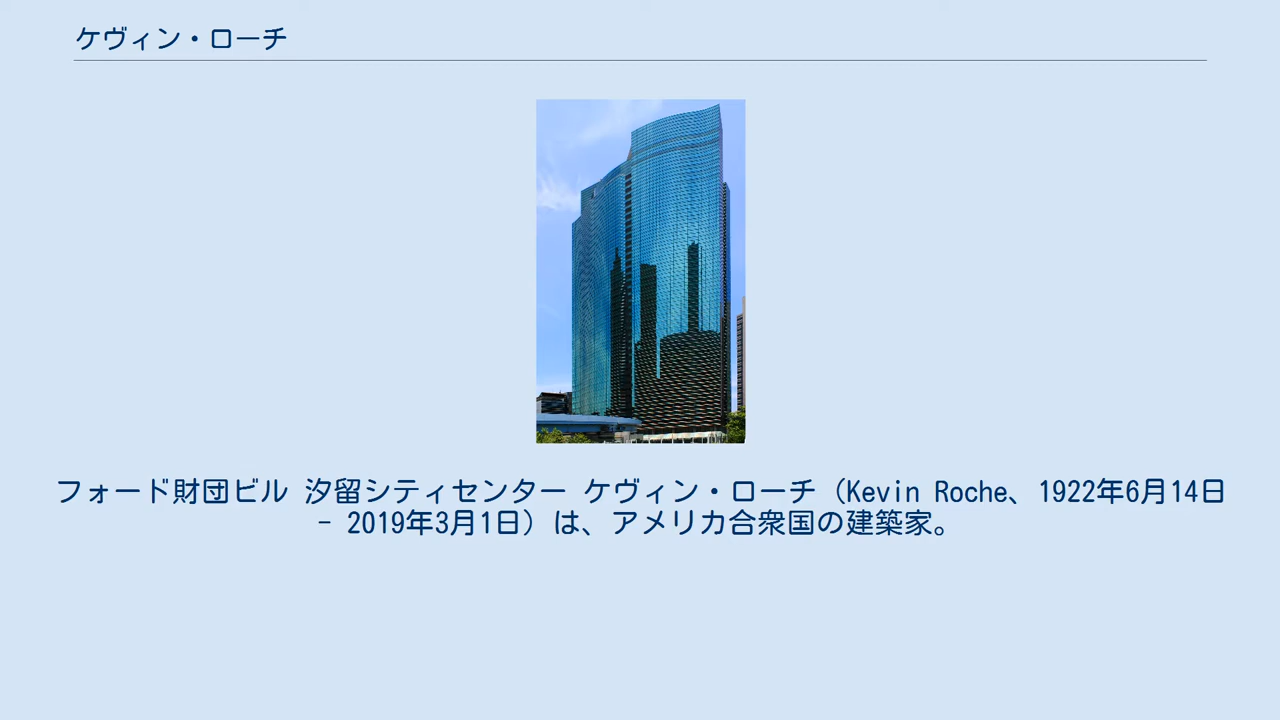 ケヴィン・ローチ
フォード財団ビル 汐留シティセンター ケヴィン・ローチ（Kevin Roche、1922年6月14日
- 2019年3月1日）は、アメリカ合衆国の建築家。